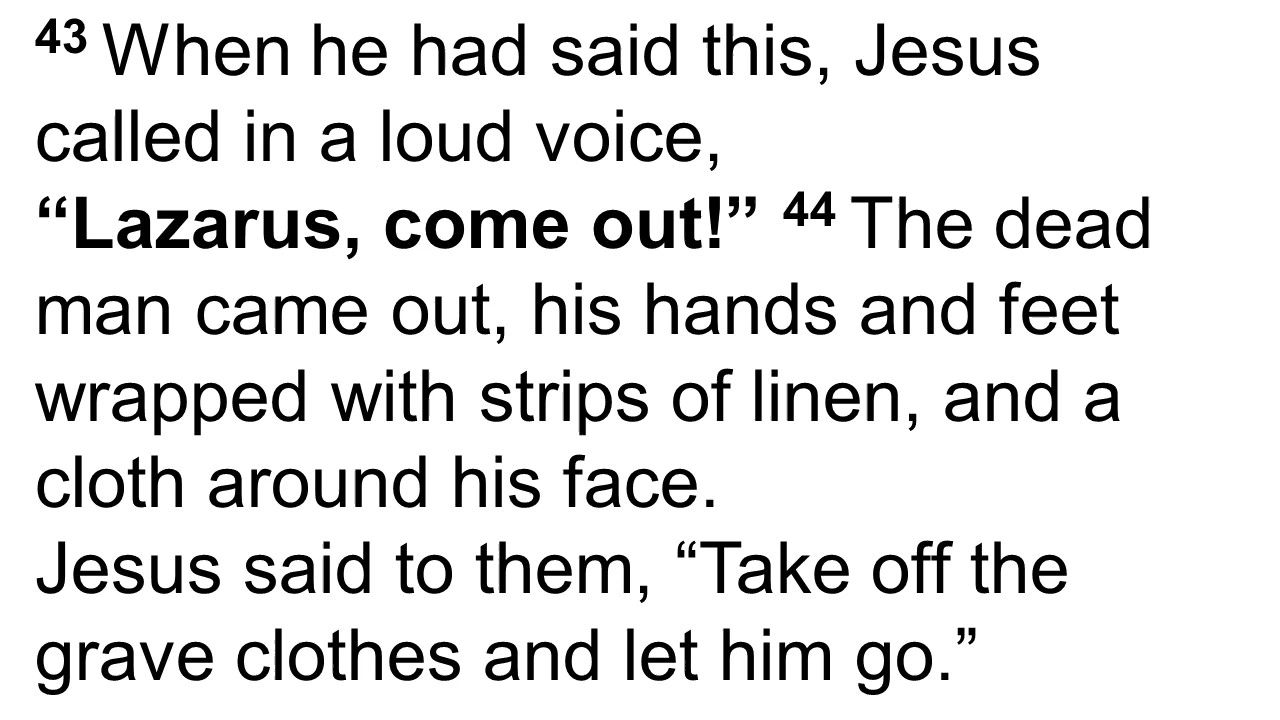 43 When he had said this, Jesus
called in a loud voice,
“Lazarus, come out!” 44 The dead
man came out, his hands and feet
wrapped with strips of linen, and a
cloth around his face.
Jesus said to them, “Take off the
grave clothes and let him go.”